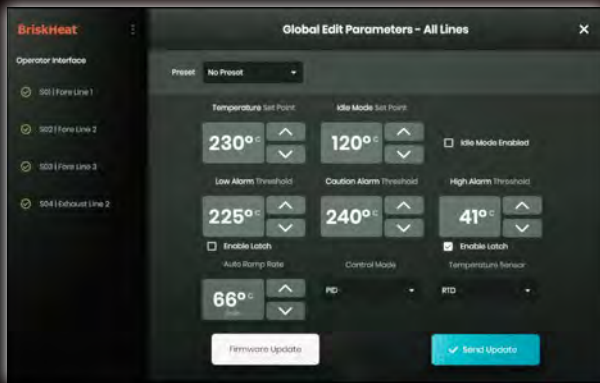 BriskHeat
Global Edit Parameters - All Lines
Operator Interface
Preset
No Preset
S01 | Fore Line 1
S02 | Fore Line 2
S03 | Fore Line 3
S04 | Exhaust Line 2
Temperature Set Point
Idle Mode Set Point
230° C
120° C
Idle Mode Enabled
Low Alarm Threshold
Caution Alarm Threshold
High Alarm Threshold
225° C
240° C
41° C
Enable Latch
Enable Latch
Auto Ramp Rate
Control Mode
Temperature Sensor
66° C
PID
RTD
Firmware Update
Send Update